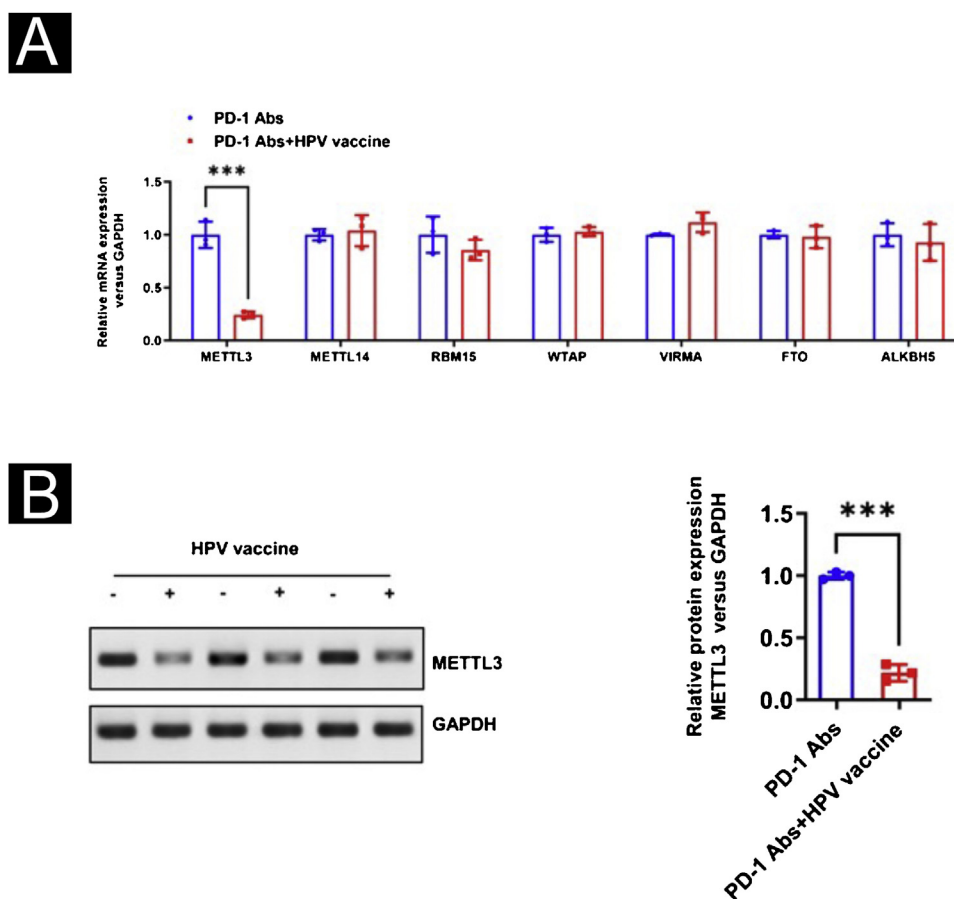 A
PD-1 Abs
PD-1 Abs+HPV vaccine
***
Relative mRNA expression
versus GAPDH
1.5
1.0
0.5
0.0
METTL3 METTL14 RBM15 WTAP VIRMA FTO ALKBH5
B
HPV vaccine
- + - + - +
METTL3
GAPDH
Relative protein expression
METTL3 versus GAPDH
1.5
1.0
0.5
0.0
***
PD-1 Abs
PD-1 Abs+HPV vaccine